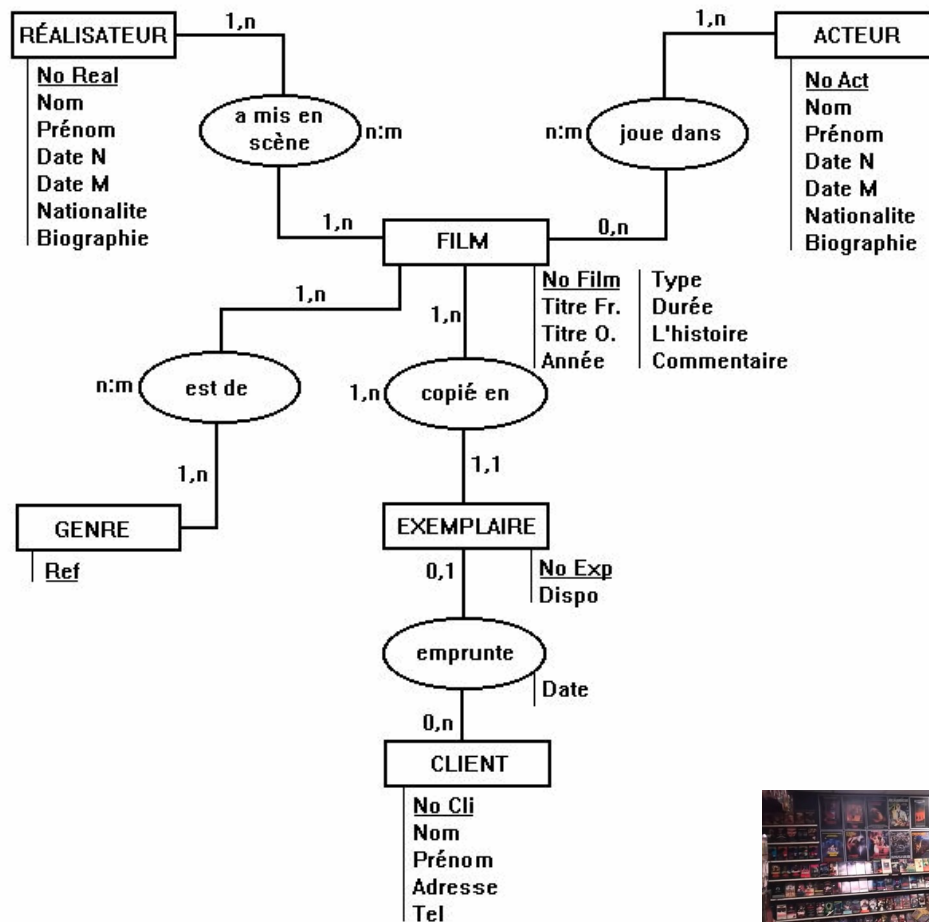 1,n
1,n
RÉALISATEUR
ACTEUR
No Real
Nom
Prénom
Date N
Date M
Nationalite
Biographie
a mis en
scène
n:m
n:m
joue dans
No Act
Nom
Prénom
Date N
Date M
Nationalite
Biographie
1,n
0,n
FILM
No Film
Titre Fr.
Titre O.
Année
Type
Durée
L'histoire
Commentaire
1,n
1,n
n:m
est de
1,n
copié en
1,n
1,1
GENRE
Ref
EXEMPLAIRE
No Exp
Dispo
0,1
emprunte
Date
0,n
CLIENT
No Cli
Nom
Prénom
Adresse
Tel